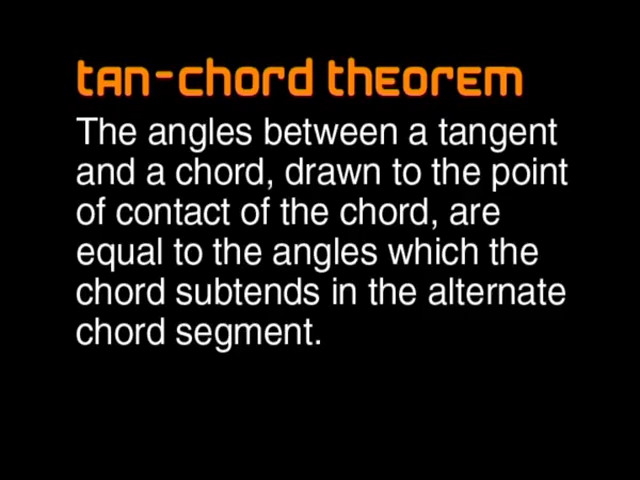 tan-chord theorem
The angles between a tangent
and a chord, drawn to the point
of contact of the chord, are
equal to the angles which the
chord subtends in the alternate
chord segment.